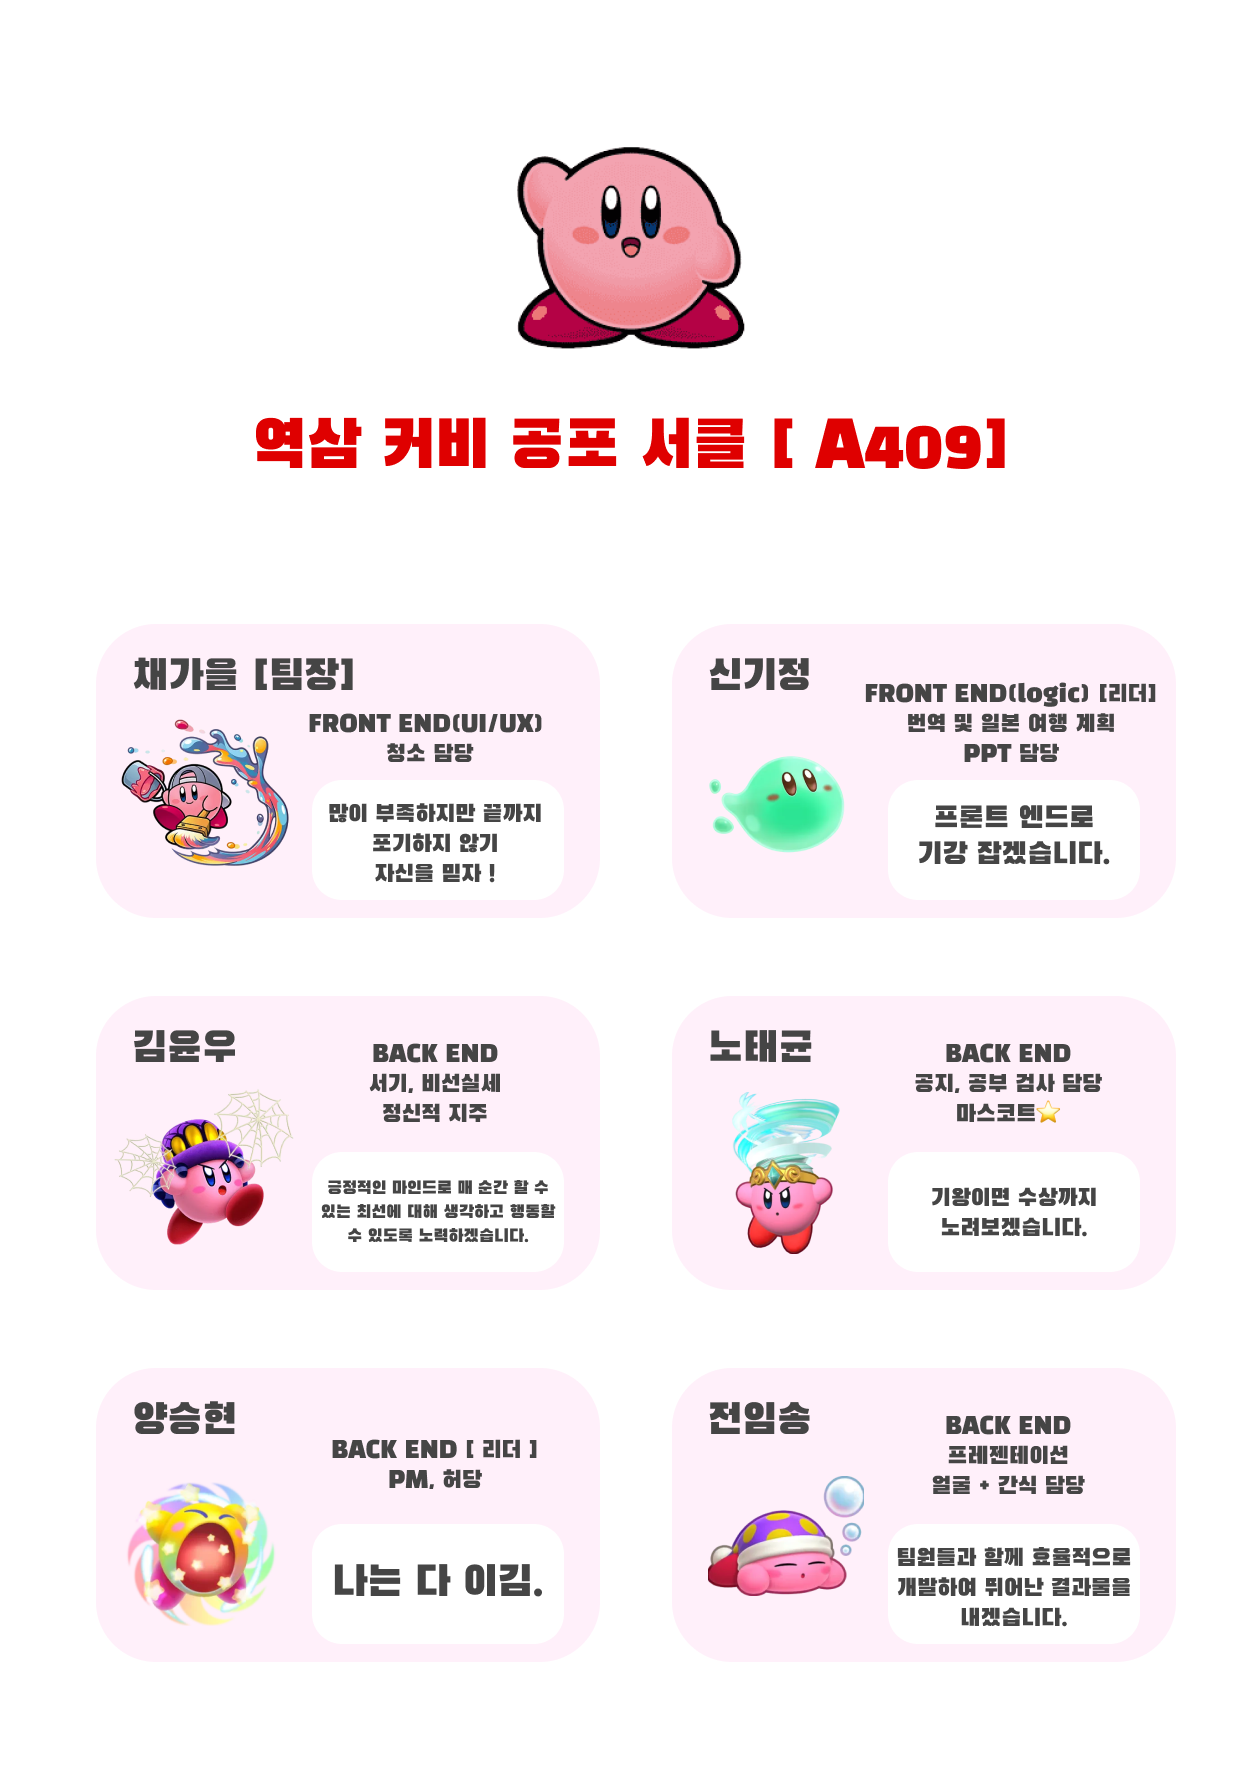 역삼 커비 공포 서클 [ A409]
채가을 [팀장]
FRONT END(UI/UX)
청소 담당
많이 부족하지만 끝까지
포기하지 않기
자신을 믿자 !
신기정
FRONT END(logic) [리더]
번역 및 일본 여행 계획
PPT 담당
프론트 엔드로
기강 잡겠습니다.
김윤우
BACK END
서기, 비선실세
정신적 지주
긍정적인 마인드로 매 순간 할 수
있는 최선에 대해 생각하고 행동할
수 있도록 노력하겠습니다.
노태균
BACK END
공지, 공부 검사 담당
마스코트⭐
기왕이면 수상까지
노려보겠습니다.
양승현
BACK END [ 리더 ]
PM, 허당
나는 다 이김.
전임송
BACK END
프레젠테이션
얼굴 + 간식 담당
팀원들과 함께 효율적으로
개발하여 뛰어난 결과물을
내겠습니다.